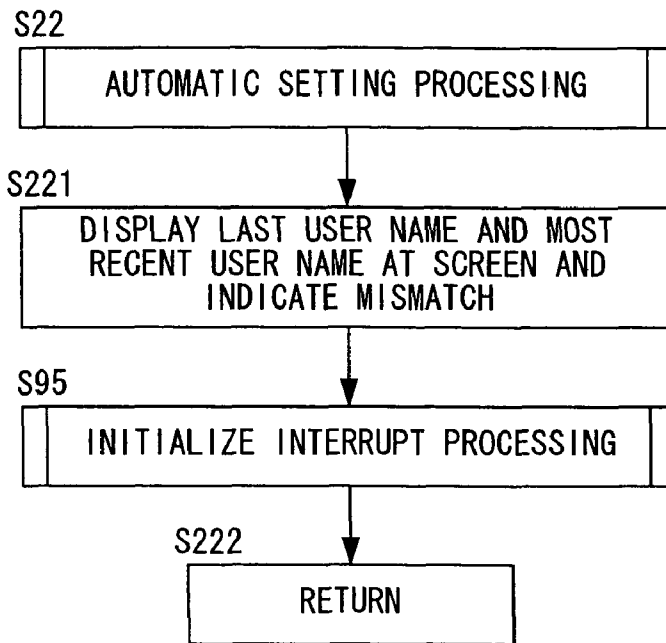 S22
AUTOMATIC SETTING PROCESSING
S221
DISPLAY LAST USER NAME AND MOST
RECENT USER NAME AT SCREEN AND
INDICATE MISMATCH
S95
INITIALIZE INTERRUPT PROCESSING
S222
RETURN